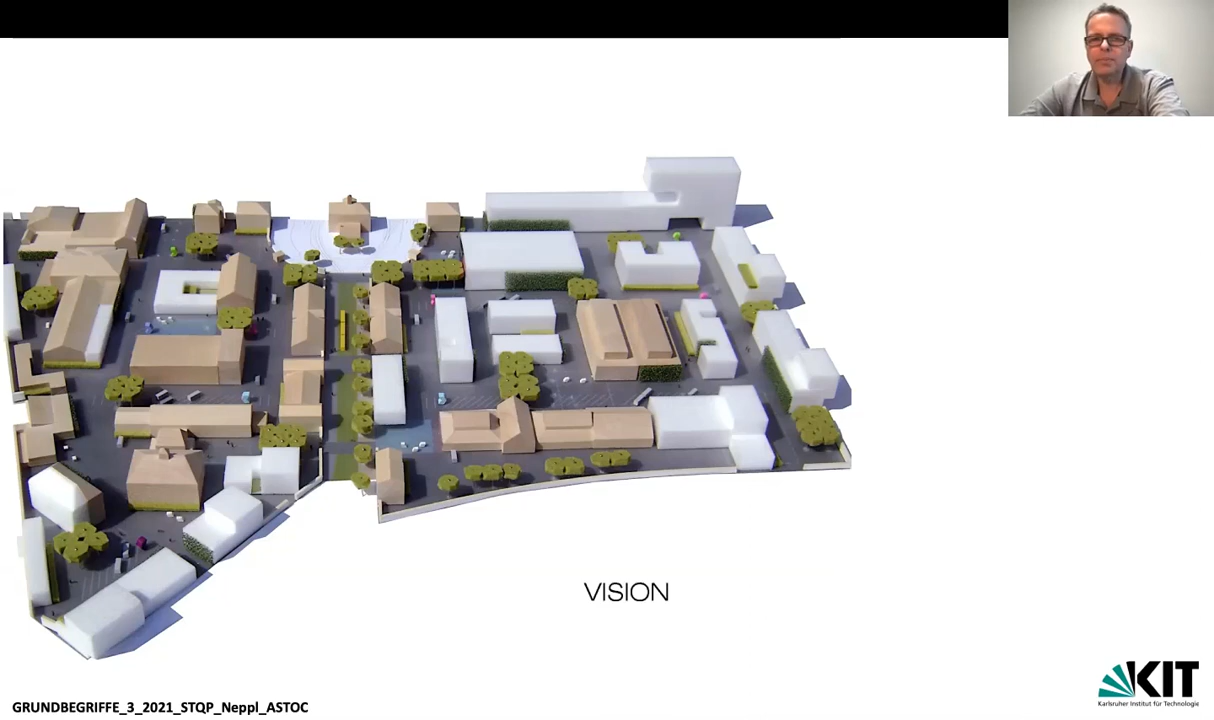 VISION
KIT
Karlsruher Institut für Technologie
GRUNDBEGRIFFE_3_2021_STQP_Neppl_ASTOC